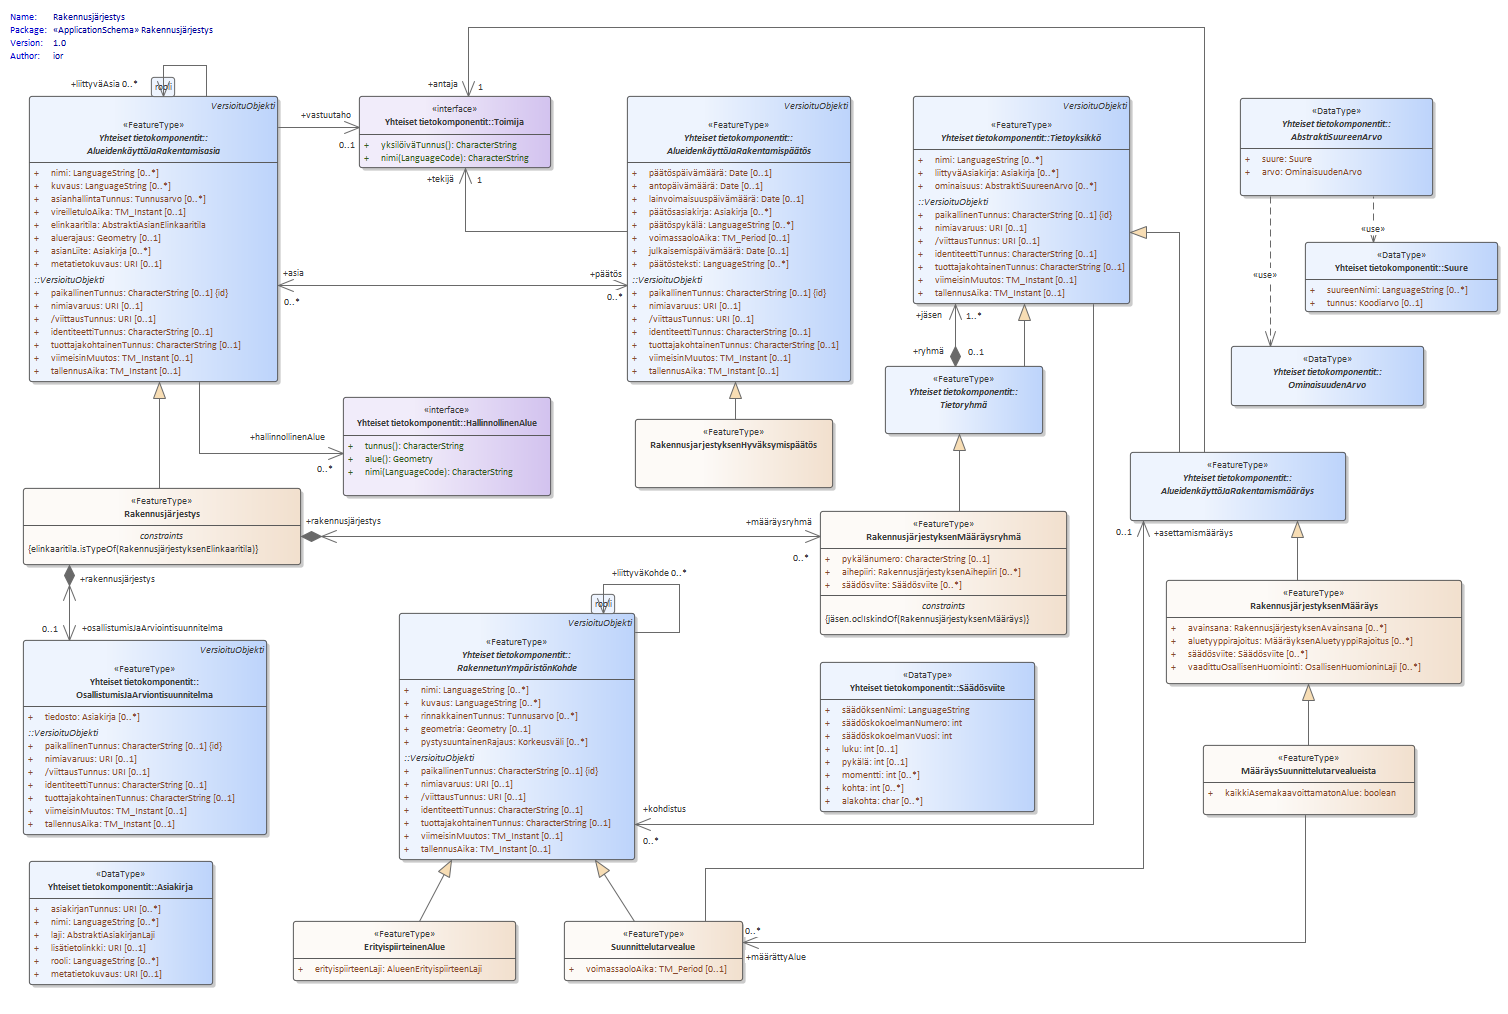 Name: Rakennusjärjestys
Package: «ApplicationSchema» Rakennusjärjestys
Version: 1.0
Author: ior
+liittyväAsia 0..*
rooli
VersioituObjekti
«FeatureType»
Yhteiset tietokomponentit::
AlueidenkäyttöJaRakentamisasia
+ nimi: LanguageString [0..*]
+ kuvaus: LanguageString [0..*]
+ asianhallintaTunnus: Tunnusarvo [0..*]
+ vireilletuloAika: TM_Instant [0..1]
+ elinkaaritila: AbstraktiAsianElinkaaritila
+ aluerajaus: Geometry [0..1]
+ asianLiite: Asiakirja [0..*]
+ metatietokuvaus: URI [0..1]
::VersioituObjekti
+ paikallinenTunnus: CharacterString [0..1] {id}
+ nimiavaruus: URI [0..1]
+ /viittausTunnus: URI [0..1]
+ identiteettiTunnus: CharacterString [0..1]
+ tuottajakohtainenTunnus: CharacterString [0..1]
+ viimeisinMuutos: TM_Instant [0..1]
+ tallennusAika: TM_Instant [0..1]
+vastuutaho
0..1
+antaja
1
«interface»
Yhteiset tietokomponentit::Toimija
+ yksilöiväTunnus(): CharacterString
+ nimi(LanguageCode): CharacterString
+tekijä
1
+asia
0..*
+päätös
0..*
VersioituObjekti
«FeatureType»
Yhteiset tietokomponentit::
AlueidenkäyttöJaRakentamispäätös
+ päätöspäivämäärä: Date [0..1]
+ antopäivämäärä: Date [0..1]
+ lainvoimaisuuspäivämäärä: Date [0..1]
+ päätösasiakirja: Asiakirja [0..*]
+ päätöspykälä: LanguageString [0..*]
+ voimassaoloAika: TM_Period [0..1]
+ julkaisemispäivämäärä: Date [0..1]
+ päätösteksti: LanguageString [0..*]
::VersioituObjekti
+ paikallinenTunnus: CharacterString [0..1] {id}
+ nimiavaruus: URI [0..1]
+ /viittausTunnus: URI [0..1]
+ identiteettiTunnus: CharacterString [0..1]
+ tuottajakohtainenTunnus: CharacterString [0..1]
+ viimeisinMuutos: TM_Instant [0..1]
+ tallennusAika: TM_Instant [0..1]
VersioituObjekti
«FeatureType»
Yhteiset tietokomponentit::Tietoyksikkö
+ nimi: LanguageString [0..*]
+ liittyväAsiakirja: Asiakirja [0..*]
+ ominaisuus: AbstraktiSuureenArvo [0..*]
::VersioituObjekti
+ paikallinenTunnus: CharacterString [0..1] {id}
+ nimiavaruus: URI [0..1]
+ /viittausTunnus: URI [0..1]
+ identiteettiTunnus: CharacterString [0..1]
+ tuottajakohtainenTunnus: CharacterString [0..1]
+ viimeisinMuutos: TM_Instant [0..1]
+ tallennusAika: TM_Instant [0..1]
«DataType»
Yhteiset tietokomponentit::
AbstraktiSuureenArvo
+ suure: Suure
+ arvo: OminaisuudenArvo
«use»
«use»
«DataType»
Yhteiset tietokomponentit::Suure
+ suureenNimi: LanguageString [0..*]
+ tunnus: Koodiarvo [0..1]
«DataType»
Yhteiset tietokomponentit::
OminaisuudenArvo
+jäsen
1..*
+ryhmä
0..1
«FeatureType»
Yhteiset tietokomponentit::
Tietoryhmä
+hallinnollinenAlue
0..*
«interface»
Yhteiset tietokomponentit::HallinnollinenAlue
+ tunnus(): CharacterString
+ alue(): Geometry
+ nimi(LanguageCode): CharacterString
«FeatureType»
RakennusjarjestyksenHyväksymispäätös
«FeatureType»
Yhteiset tietokomponentit::
AlueidenkäyttöJaRakentamismääräys
«FeatureType»
Rakennusjärjestys
constraints
{elinkaaritila.isTypeOf(RakennusjärjestyksenElinkaaritila)}
+rakennusjärjestys
+määräysryhmä
0..*
«FeatureType»
RakennusjärjestyksenMääräysryhmä
+ pykälänumero: CharacterString [0..1]
+ aihepiiri: RakennusjärjestyksenAihepiiri [0..*]
+ säädösviite: Säädösviite [0..*]
constraints
{jäsen.oclIskindOf(RakennusjärjestyksenMääräys)}
0..1
+asettamismääräys
+rakennusjärjestys
0..1
+osallistumisJaArviointisuunnitelma
VersioituObjekti
«FeatureType»
Yhteiset tietokomponentit::
OsallistumisJaArviontisuunnitelma
+ tiedosto: Asiakirja [0..*]
::VersioituObjekti
+ paikallinenTunnus: CharacterString [0..1] {id}
+ nimiavaruus: URI [0..1]
+ /viittausTunnus: URI [0..1]
+ identiteettiTunnus: CharacterString [0..1]
+ tuottajakohtainenTunnus: CharacterString [0..1]
+ viimeisinMuutos: TM_Instant [0..1]
+ tallennusAika: TM_Instant [0..1]
+liittyväKohde 0..*
rooli
VersioituObjekti
«FeatureType»
Yhteiset tietokomponentit::
RakennetunYmpäristönKohde
+ nimi: LanguageString [0..*]
+ kuvaus: LanguageString [0..*]
+ rinnakkainenTunnus: Tunnusarvo [0..*]
+ geometria: Geometry [0..1]
+ pystysuuntainenRajaus: Korkeusväli [0..*]
::VersioituObjekti
+ paikallinenTunnus: CharacterString [0..1] {id}
+ nimiavaruus: URI [0..1]
+ /viittausTunnus: URI [0..1]
+ identiteettiTunnus: CharacterString [0..1]
+ tuottajakohtainenTunnus: CharacterString [0..1]
+ viimeisinMuutos: TM_Instant [0..1]
+ tallennusAika: TM_Instant [0..1]
+kohdistus
0..*
«DataType»
Yhteiset tietokomponentit::Säädösviite
+ säädöksenNimi: LanguageString
+ säädöskokoelmanNumero: int
+ säädöskokoelmanVuosi: int
+ luku: int [0..1]
+ pykälä: int [0..1]
+ momentti: int [0..*]
+ kohta: int [0..*]
+ alakohta: char [0..*]
«FeatureType»
RakennusjärjestyksenMääräys
+ avainsana: RakennusjärjestyksenAvainsana [0..*]
+ aluetyyppirajoitus: MääräyksenAluetyyppiRajoitus [0..*]
+ säädösviite: Säädösviite [0..*]
+ vaadittuOsallisenHuomiointi: OsallisenHuomioninLaji [0..*]
«FeatureType»
MääräysSuunnittelutarvealueista
+ kaikkiAsemakaavoittamatonAlue: boolean
«DataType»
Yhteiset tietokomponentit::Asiakirja
+ asiakirjanTunnus: URI [0..*]
+ nimi: LanguageString [0..*]
+ laji: AbstraktiAsiakirjanLaji
+ lisätietolinkki: URI [0..1]
+ rooli: LanguageString [0..*]
+ metatietokuvaus: URI [0..1]
«FeatureType»
ErityispiirteinenAlue
+ erityispiirteenLaji: AlueenErityispiirteenLaji
«FeatureType»
Suunnittelutarvealue
+ voimassaoloAika: TM_Period [0..1]
0..*
+määrättyAlue